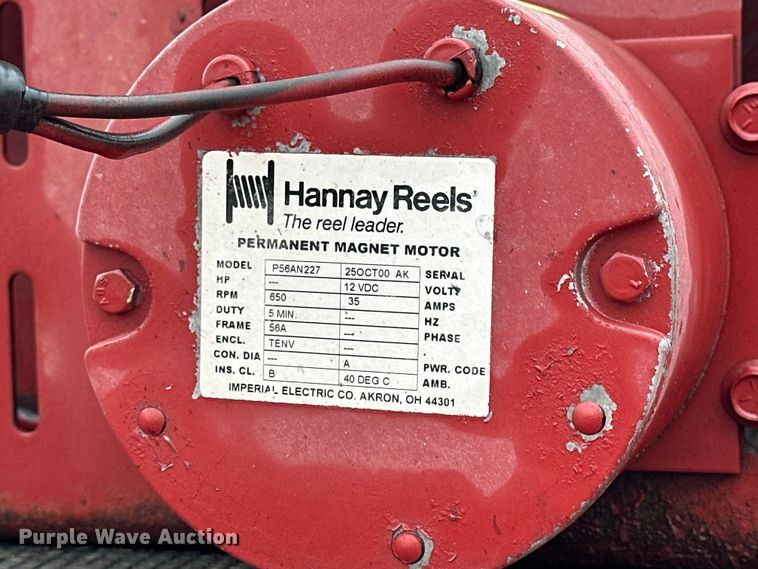 Hannay Reels®
The reel leader.
PERMANENT MAGNET MOTOR
MODEL P56AN227 25OCT00 AK SERIAL
HP --- 12 VDC VOLTS
RPM 650 35 AMPS
DUTY 5 MIN. --- HZ
FRAME 56A --- PHASE
ENCL. TENV ---
CON. DIA --- A PWR. CODE
INS. CL. B 40 DEG C AMB.
IMPERIAL ELECTRIC CO. AKRON, OH 44301
Purple Wave Auction